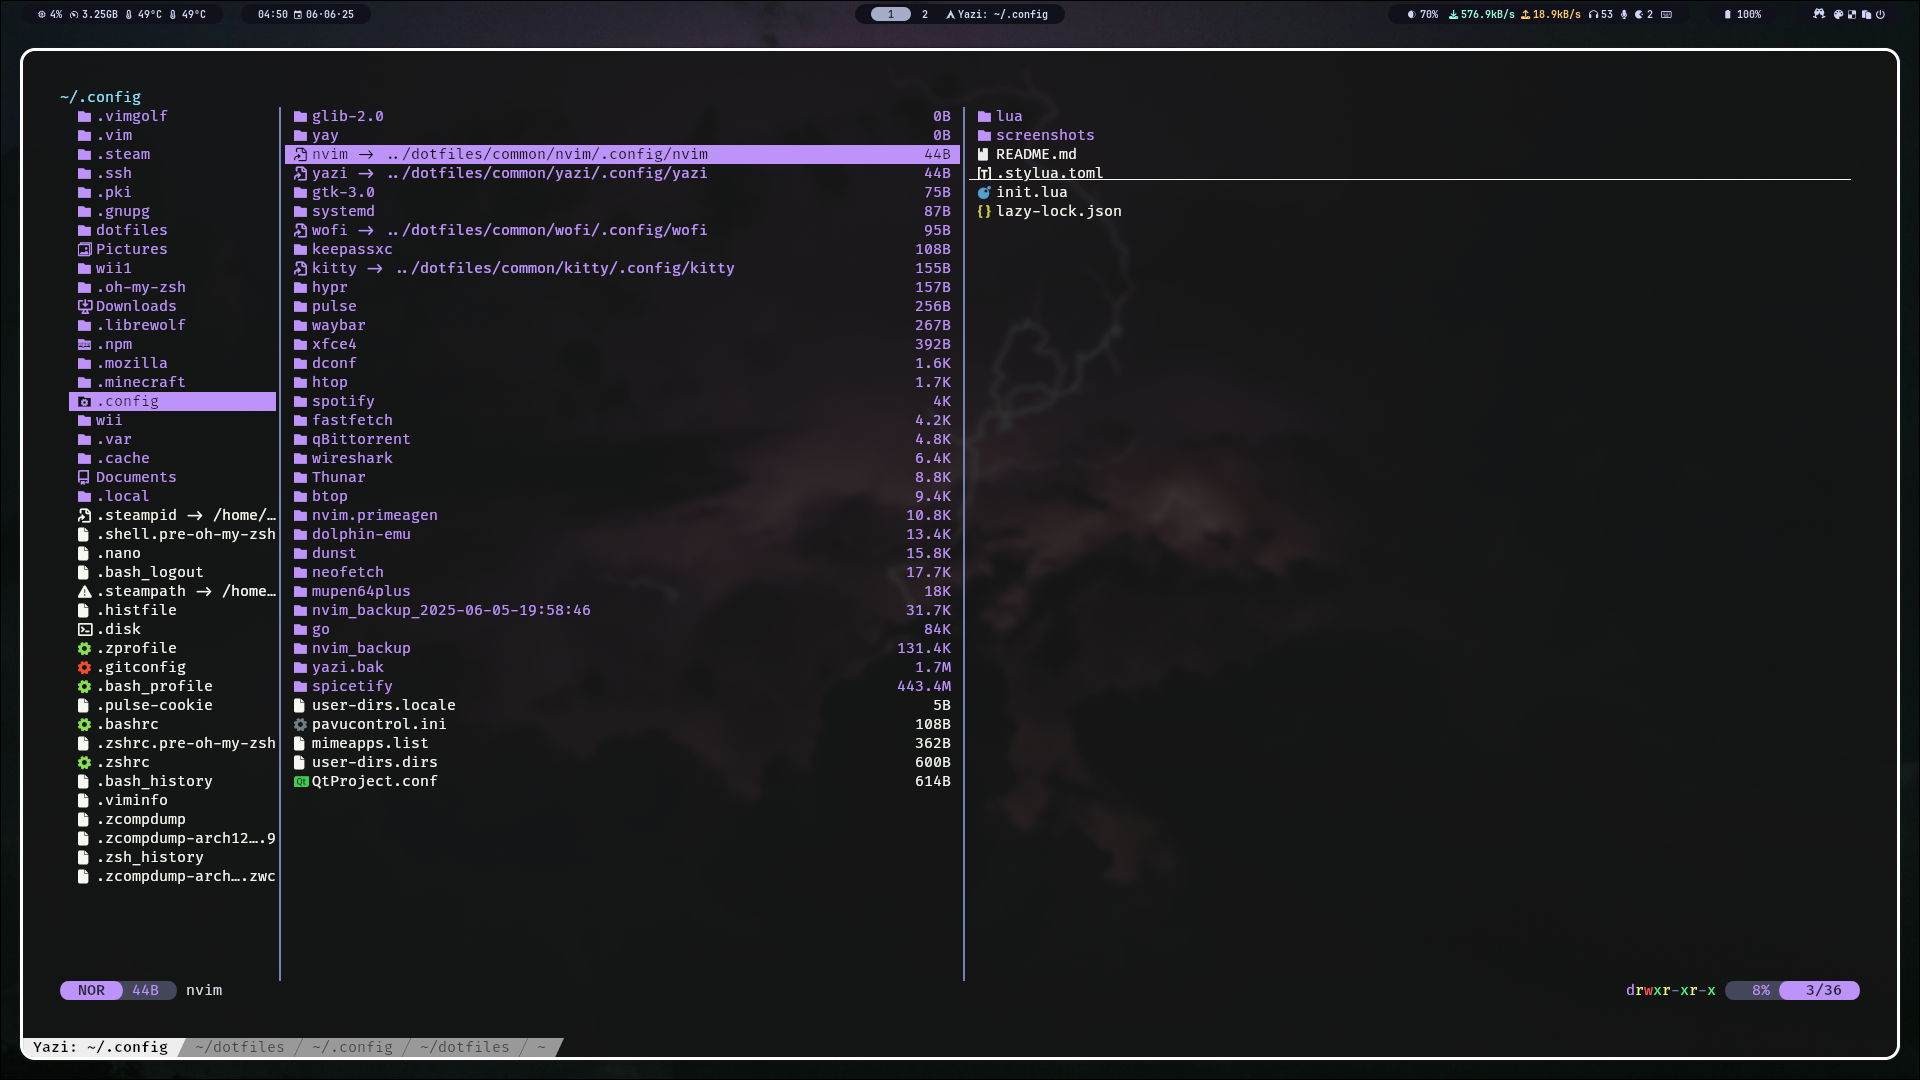 4% 3.25GB 49°C 49°C 04:50 06·06·25 1 2 Yazi: ~/.config 70% 576.9kB/s 18.9kB/s 53 2 100%
~/.config
.vimgolf
.vim
.steam
.ssh
.pki
.gnupg
dotfiles
Pictures
wii1
.oh-my-zsh
Downloads
.librewolf
.npm
.mozilla
.minecraft
.config
wii
.var
.cache
Documents
.local
.steampid -> /home/…
.shell.pre-oh-my-zsh
.nano
.bash_logout
.steampath -> /home…
.histfile
.disk
.zprofile
.gitconfig
.bash_profile
.pulse-cookie
.bashrc
.zshrc.pre-oh-my-zsh
.zshrc
.bash_history
.viminfo
.zcompdump
.zcompdump-arch12….9
.zsh_history
.zcompdump-arch….zwc
glib-2.0 0B
yay 0B
nvim -> ../dotfiles/common/nvim/.config/nvim 44B
yazi -> ../dotfiles/common/yazi/.config/yazi 44B
gtk-3.0 75B
systemd 87B
wofi -> ../dotfiles/common/wofi/.config/wofi 95B
keepassxc 108B
kitty -> ../dotfiles/common/kitty/.config/kitty 155B
hypr 157B
pulse 256B
waybar 267B
xfce4 392B
dconf 1.6K
htop 1.7K
spotify 4K
fastfetch 4.2K
qBittorrent 4.8K
wireshark 6.4K
Thunar 8.8K
btop 9.4K
nvim.primeagen 10.8K
dolphin-emu 13.4K
dunst 15.8K
neofetch 17.7K
mupen64plus 18K
nvim_backup_2025-06-05-19:58:46 31.7K
go 84K
nvim_backup 131.4K
yazi.bak 1.7M
spicetify 443.4M
user-dirs.locale 5B
pavucontrol.ini 108B
mimeapps.list 362B
user-dirs.dirs 600B
QtProject.conf 614B
lua
screenshots
README.md
.stylua.toml
init.lua
lazy-lock.json
NOR 44B nvim drwxr-xr-x 8% 3/36
Yazi: ~/.config ~/dotfiles ~/.config ~/dotfiles ~